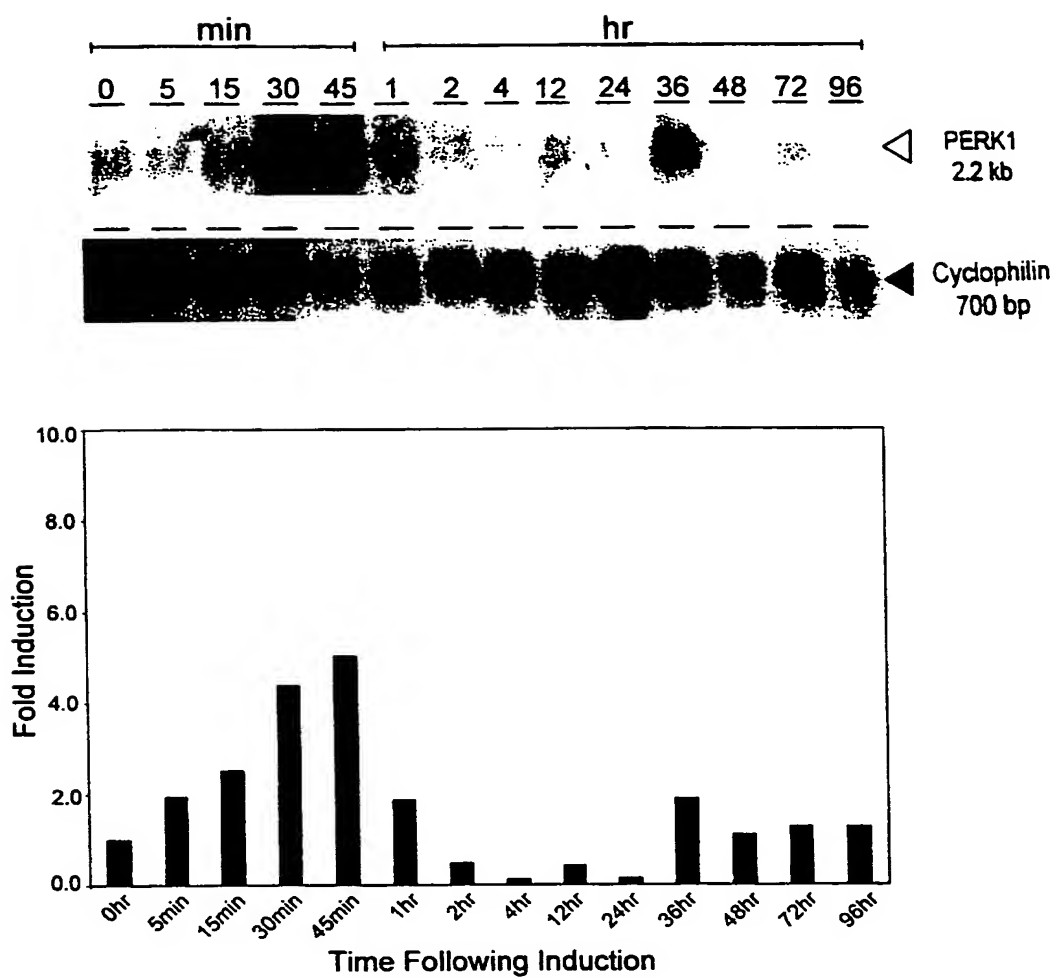 min hr
0 5 15 30 45 1 2 4 12 24 36 48 72 96
PERK1
2.2 kb
Cyclophilin
700 bp
10.0
8.0
6.0
4.0
2.0
0.0
Fold Induction
0hr 5min 15min 30min 45min 1hr 2hr 4hr 12hr 24hr 36hr 48hr 72hr 96hr
Time Following Induction